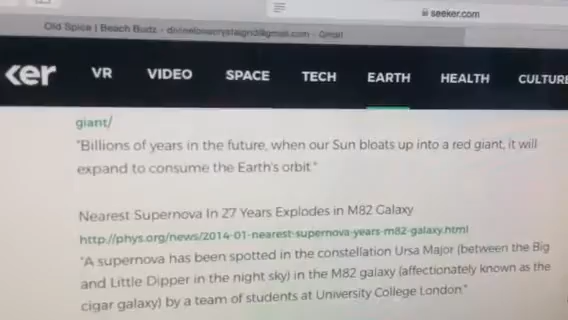 seeker.com
Old Spice | Beach Budz - - Gmail
ker VR VIDEO SPACE TECH EARTH HEALTH CULTURE
giant/
"Billions of years in the future, when our Sun bloats up into a red giant, it will
expand to consume the Earth's orbit."
Nearest Supernova In 27 Years Explodes in M82 Galaxy
http://phys.org/news/2014-01-nearest-supernova-years-m82-galaxy.html
"A supernova has been spotted in the constellation Ursa Major (between the Big
and Little Dipper in the night sky) in the M82 galaxy (affectionately known as the
cigar galaxy) by a team of students at University College London."